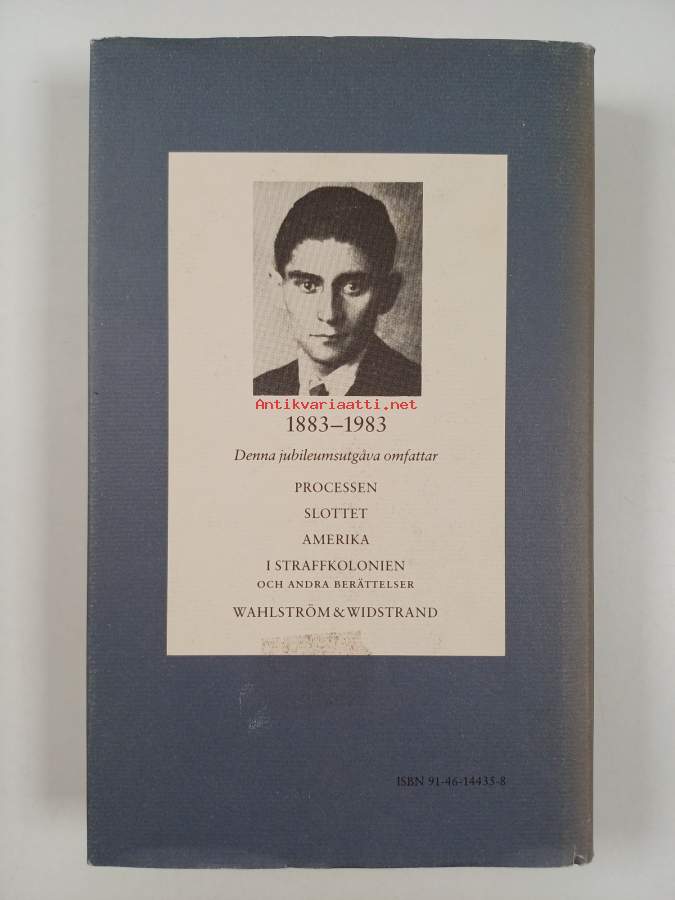 Antikvariaatti.net
1883–1983
Denna jubileumsutgåva omfattar
PROCESSEN
SLOTTET
AMERIKA
I STRAFFKOLONIEN
OCH ANDRA BERÄTTELSER
WAHLSTRÖM & WIDSTRAND
ISBN 91-46-14435-8